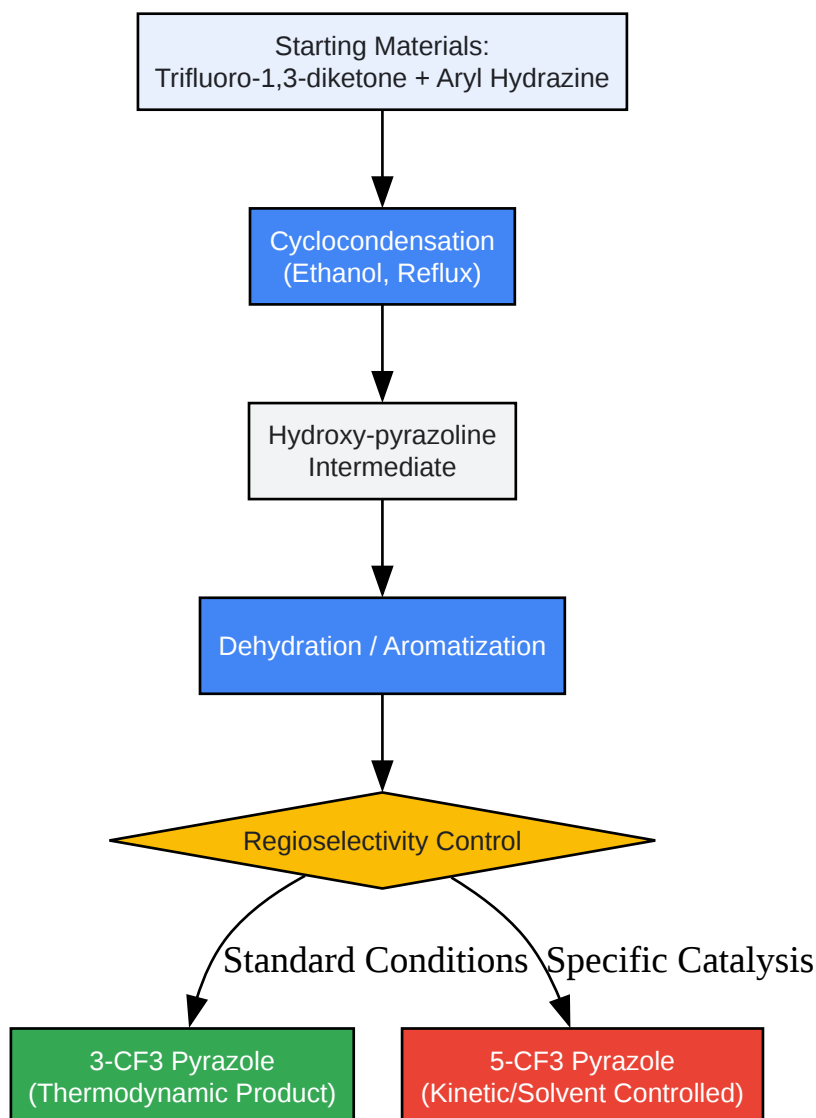 Starting Materials:
Trifluoro-1,3-diketone + Aryl Hydrazine
Cyclocondensation
(Ethanol, Reflux)
Hydroxy-pyrazoline
Intermediate
Dehydration / Aromatization
Regioselectivity Control
Standard Conditions
Specific Catalysis
3-CF3 Pyrazole
(Thermodynamic Product)
5-CF3 Pyrazole
(Kinetic/Solvent Controlled)